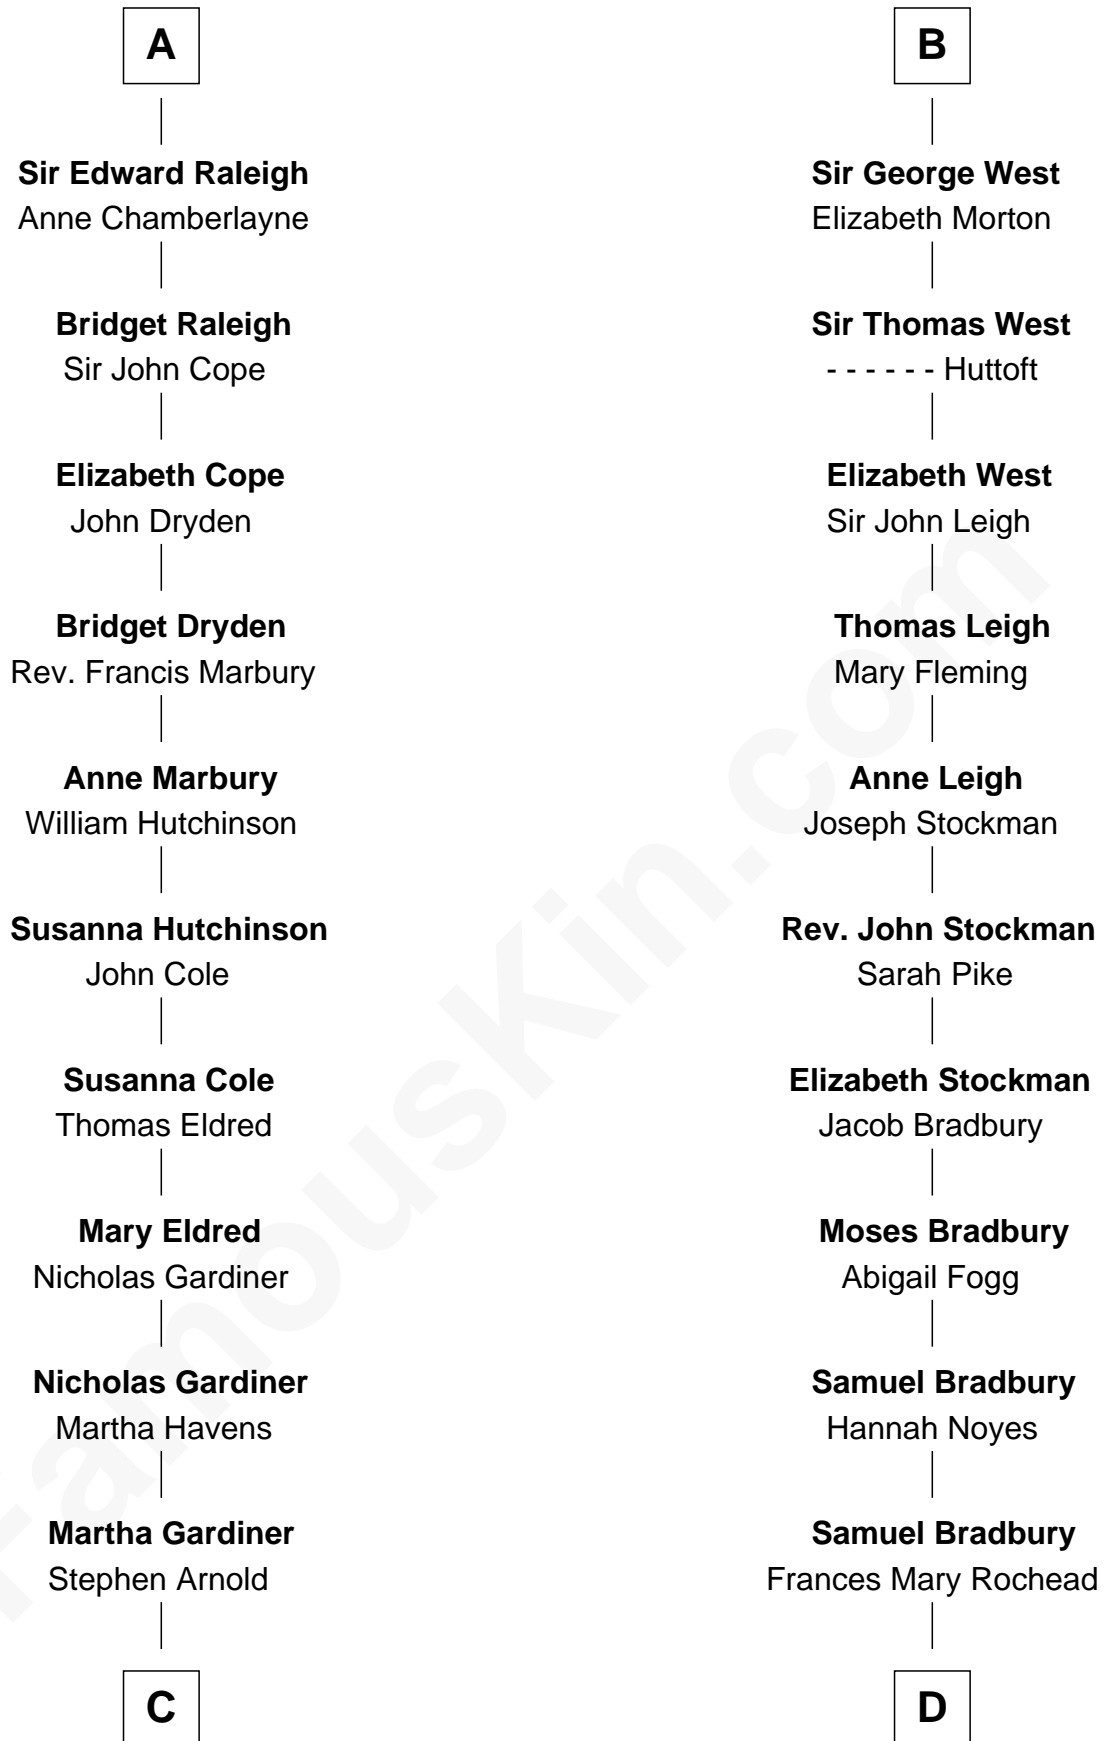 A
Sir Edward Raleigh
Anne Chamberlayne
Bridget Raleigh
Sir John Cope
Elizabeth Cope
John Dryden
Bridget Dryden
Rev. Francis Marbury
Anne Marbury
William Hutchinson
Susanna Hutchinson
John Cole
Susanna Cole
Thomas Eldred
Mary Eldred
Nicholas Gardiner
Nicholas Gardiner
Martha Havens
Martha Gardiner
Stephen Arnold
C
B
Sir George West
Elizabeth Morton
Sir Thomas West
- - - - - - Huttoft
Elizabeth West
Sir John Leigh
Thomas Leigh
Mary Fleming
Anne Leigh
Joseph Stockman
Rev. John Stockman
Sarah Pike
Elizabeth Stockman
Jacob Bradbury
Moses Bradbury
Abigail Fogg
Samuel Bradbury
Hannah Noyes
Samuel Bradbury
Frances Mary Rochead
D
FamousKin.com